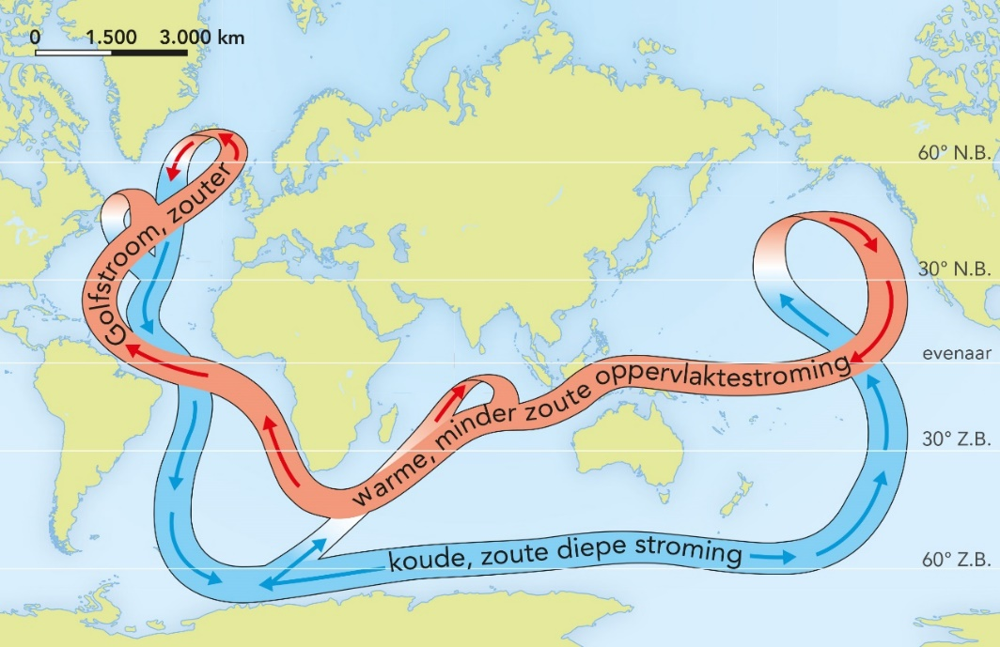 0 1.500 3.000 km
60° N.B.
Golfstroom, zouter
30° N.B.
evenaar
warme, minder zoute oppervlaktestroming
30° Z.B.
koude, zoute diepe stroming
60° Z.B.